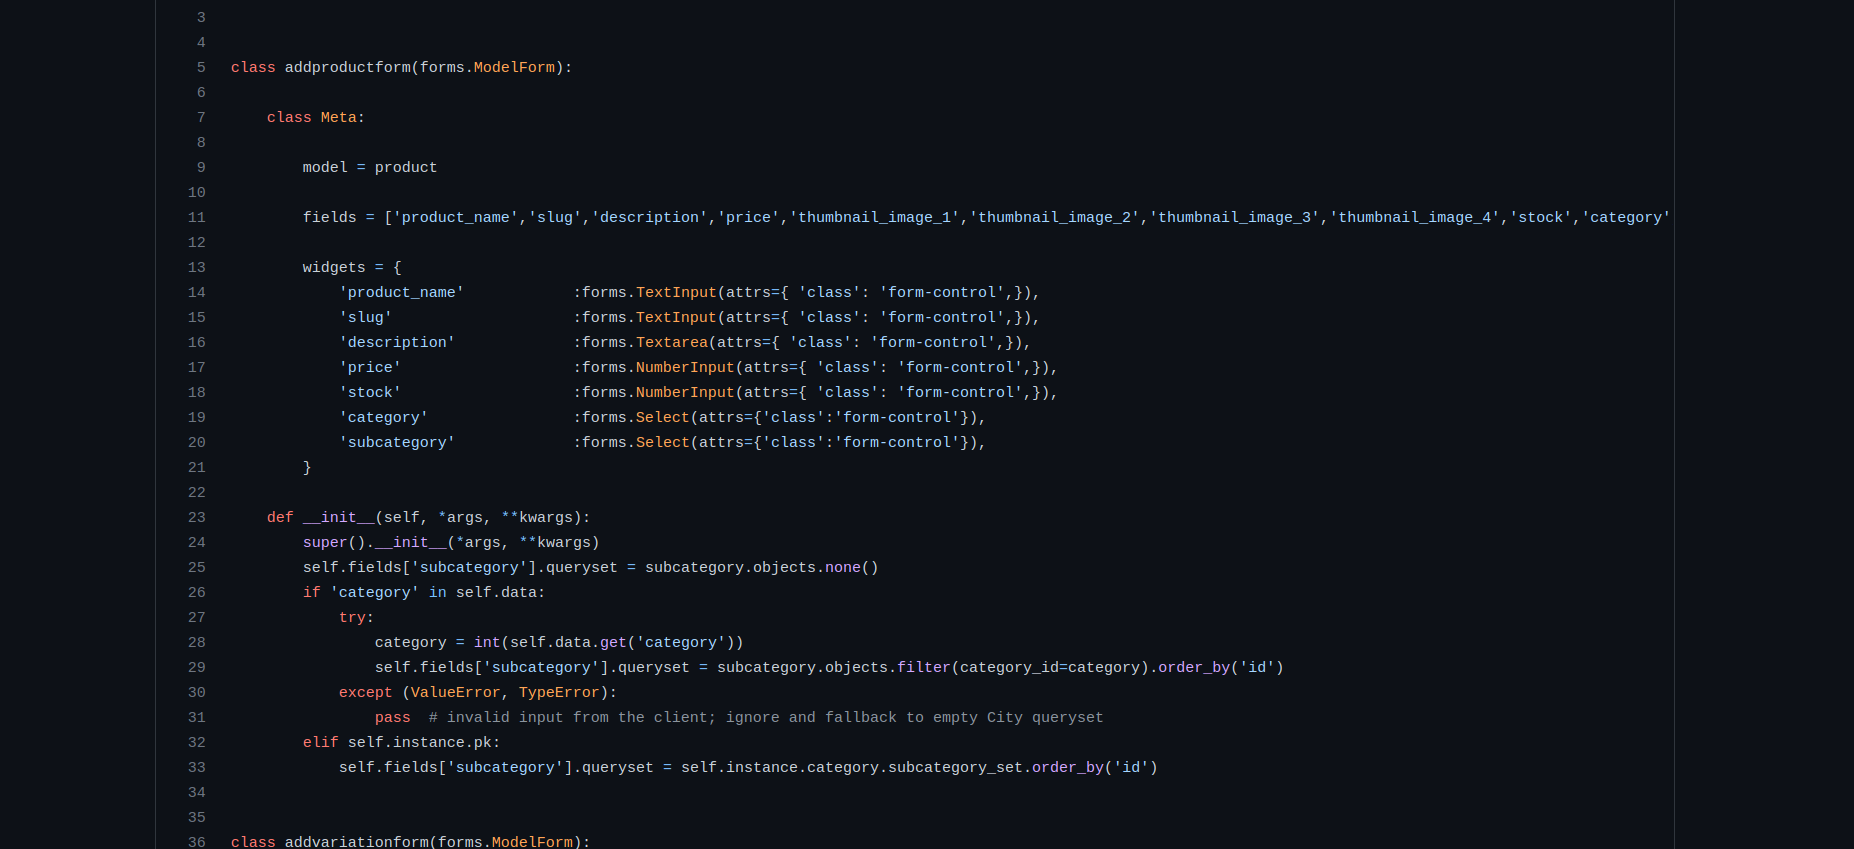 3
4
5 class addproductform(forms.ModelForm):
6
7     class Meta:
8
9         model = product
10
11         fields = ['product_name','slug','description','price','thumbnail_image_1','thumbnail_image_2','thumbnail_image_3','thumbnail_image_4','stock','category'
12
13         widgets = {
14             'product_name'            :forms.TextInput(attrs={ 'class': 'form-control',}),
15             'slug'                    :forms.TextInput(attrs={ 'class': 'form-control',}),
16             'description'             :forms.Textarea(attrs={ 'class': 'form-control',}),
17             'price'                   :forms.NumberInput(attrs={ 'class': 'form-control',}),
18             'stock'                   :forms.NumberInput(attrs={ 'class': 'form-control',}),
19             'category'                :forms.Select(attrs={'class':'form-control'}),
20             'subcategory'             :forms.Select(attrs={'class':'form-control'}),
21         }
22
23     def __init__(self, *args, **kwargs):
24         super().__init__(*args, **kwargs)
25         self.fields['subcategory'].queryset = subcategory.objects.none()
26         if 'category' in self.data:
27             try:
28                 category = int(self.data.get('category'))
29                 self.fields['subcategory'].queryset = subcategory.objects.filter(category_id=category).order_by('id')
30             except (ValueError, TypeError):
31                 pass  # invalid input from the client; ignore and fallback to empty City queryset
32         elif self.instance.pk:
33             self.fields['subcategory'].queryset = self.instance.category.subcategory_set.order_by('id')
34
35
36 class addvariationform(forms.ModelForm):